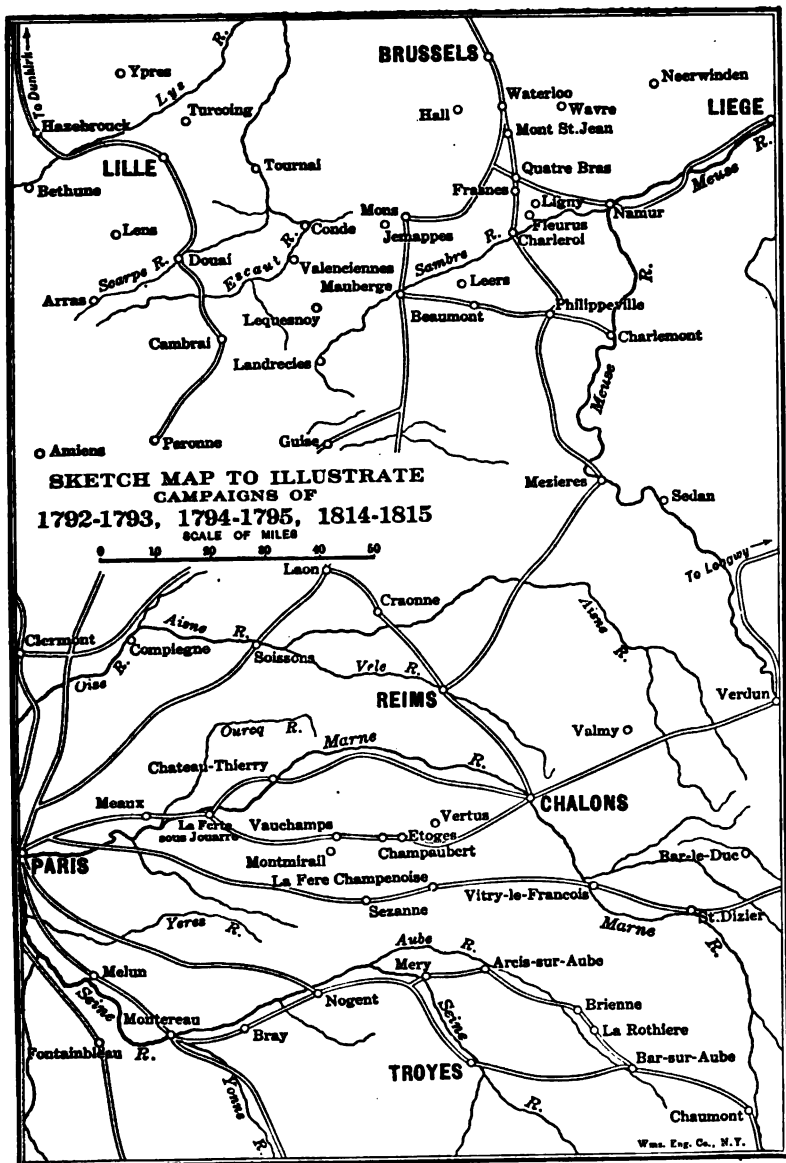 To Dunkirk
Ypres
Lys R.
BRUSSELS
Neerwinden
Turcoing
Hall
Waterloo
Wavre
LIEGE
Hazebrouck
Mont St. Jean
LILLE
Tournai
Quatre Bras
Meuse R.
Bethune
Frasnes
Ligny
Namur
Lens
Conde
Mons
Jemappes
Fleurus
Charleroi
Douai
Scarpe R.
Escaut R.
Valenciennes
Sambre R.
Leers
R.
Arras
Mauberge
Lequesnoy
Beaumont
Philippeville
Cambrai
Charlemont
Landrecies
Meuse
Amiens
Peronne
Guise
SKETCH MAP TO ILLUSTRATE
CAMPAIGNS OF
1792-1793, 1794-1795, 1814-1815
SCALE OF MILES
0 10 20 30 40 50
Mezieres
Sedan
To Longwy
Laon
Craonne
Clermont
Aisne R.
Aisne R.
Compiegne
Soissons
Oise R.
Vele R.
REIMS
Verdun
Ourcq R.
Marne R.
Valmy
Chateau-Thierry
Meaux
La Ferte
sous Jouarre
Vauchamps
Vertus
CHALONS
Etoges
Champaubert
Montmirail
PARIS
Bar-le-Duc
La Fere Champenoise
Vitry-le-Francois
Sezanne
Marne R.
St. Dizier
Yeres R.
Aube R.
Melun
Mery
Arcis-sur-Aube
Seine R.
Nogent
Brienne
Montereau
Seine R.
La Rothiere
Bray
Fontainbleau
TROYES
Bar-sur-Aube
Yonne R.
Chaumont
Wms. Eng. Co., N.Y.